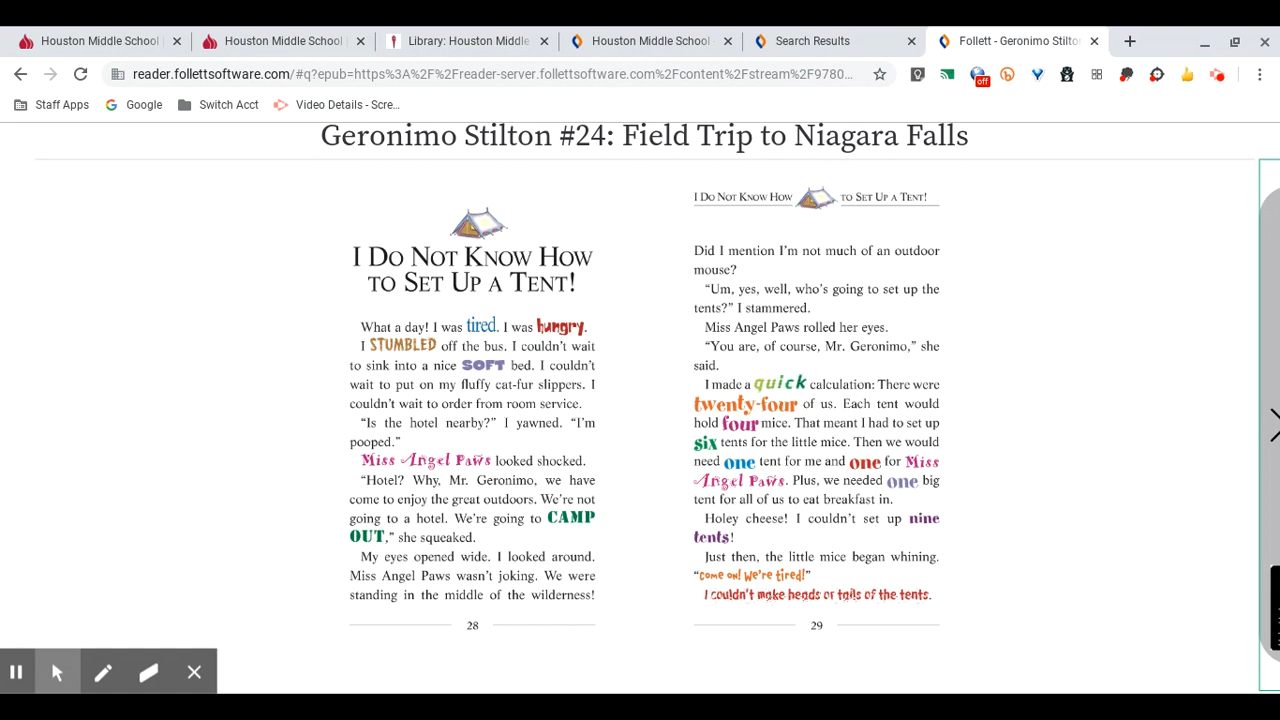 Houston Middle School
Houston Middle School
Library: Houston Middle
Houston Middle School
Search Results
Follett - Geronimo Stilto
reader.follettsoftware.com/#q?epub=https%3A%2F%2Freader-server.follettsoftware.com%2Fcontent%2Fstream%2F9780...
off
Staff Apps
Google
Switch Acct
Video Details - Scre...
Geronimo Stilton #24: Field Trip to Niagara Falls
I Do Not Know How
to Set Up a Tent!
What a day! I was tired. I was hungry.
I STUMBLED off the bus. I couldn't wait
to sink into a nice SOFT bed. I couldn't
wait to put on my fluffy cat-fur slippers. I
couldn't wait to order from room service.
"Is the hotel nearby?" I yawned. "I'm
pooped."
Miss Angel Paws looked shocked.
"Hotel? Why, Mr. Geronimo, we have
come to enjoy the great outdoors. We're not
going to a hotel. We're going to CAMP
OUT," she squeaked.
My eyes opened wide. I looked around.
Miss Angel Paws wasn't joking. We were
standing in the middle of the wilderness!
28
I Do Not Know How to Set Up a Tent!
Did I mention I'm not much of an outdoor
mouse?
"Um, yes, well, who's going to set up the
tents?" I stammered.
Miss Angel Paws rolled her eyes.
"You are, of course, Mr. Geronimo," she
said.
I made a quick calculation: There were
twenty-four of us. Each tent would
hold four mice. That meant I had to set up
six tents for the little mice. Then we would
need one tent for me and one for Miss
Angel Paws. Plus, we needed one big
tent for all of us to eat breakfast in.
Holey cheese! I couldn't set up nine
tents!
Just then, the little mice began whining.
"Come on! We're tired!"
I couldn't make heads or tails of the tents.
29